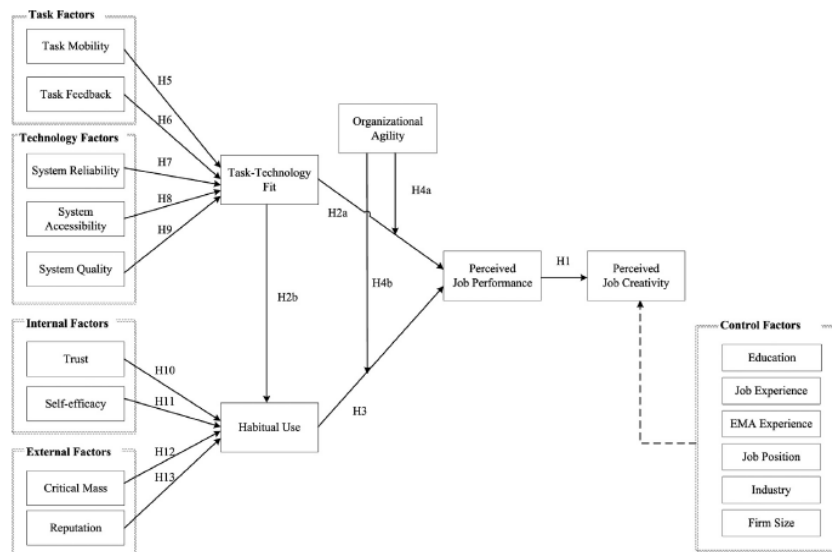 Task Factors
Task Mobility
Task Feedback
H5
H6
Technology Factors
System Reliability
System
Accessibility
System Quality
H7
H8
H9
Task-Technology
Fit
Organizational
Agility
H4a
H2a
H4b
H2b
Perceived
Job Performance
H1
Perceived
Job Creativity
Internal Factors
Trust
Self-efficacy
H10
H11
External Factors
Critical Mass
Reputation
H12
H13
Habitual Use
H3
Control Factors
Education
Job Experience
EMA Experience
Job Position
Industry
Firm Size